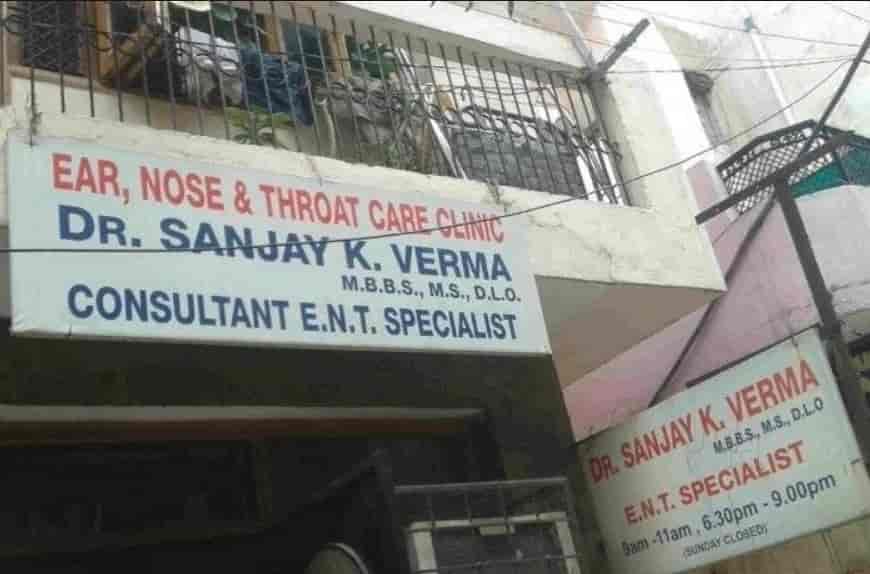 EAR, NOSE & THROAT CARE CLINIC
DR. SANJAY K. VERMA
M.B.B.S., M.S., D.L.O.
CONSULTANT E.N.T. SPECIALIST
DR. SANJAY K. VERMA
M.B.B.S., M.S., D.L.O
E.N.T. SPECIALIST
9am -11am , 6.30pm - 9.00pm
(SUNDAY CLOSED)